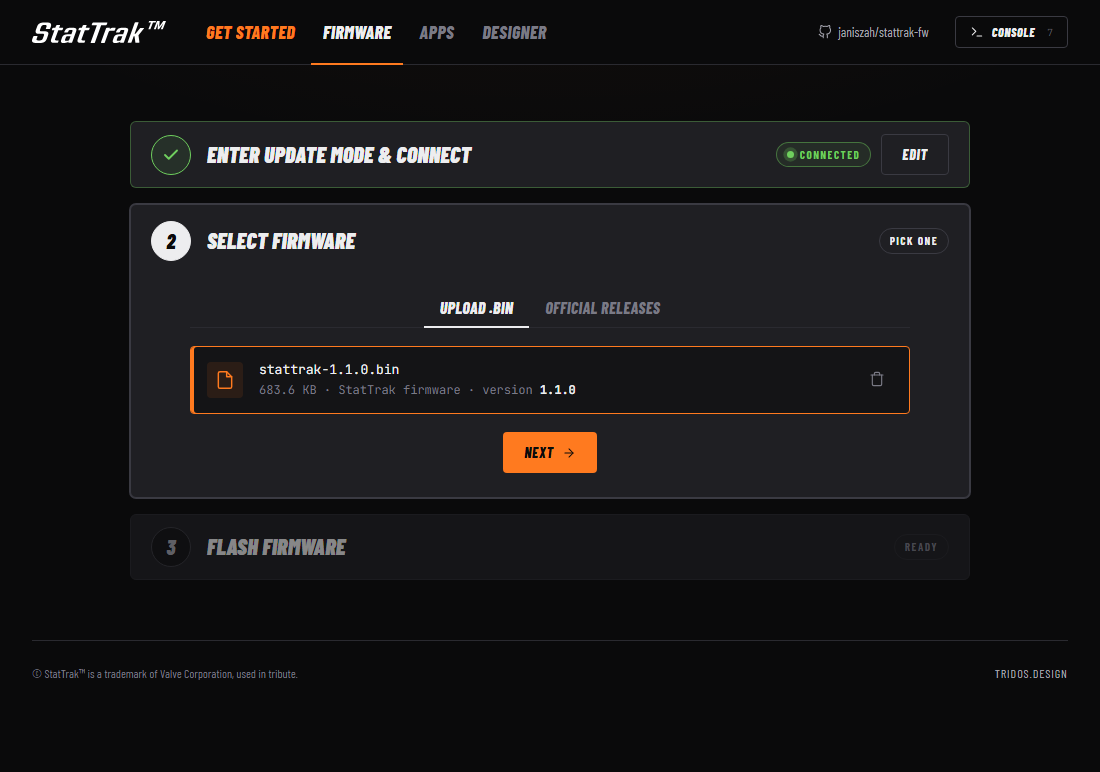 StatTrak™ GET STARTED FIRMWARE APPS DESIGNER janiszah/stattrak-fw CONSOLE 7
ENTER UPDATE MODE & CONNECT CONNECTED EDIT
2 SELECT FIRMWARE PICK ONE
UPLOAD .BIN OFFICIAL RELEASES
stattrak-1.1.0.bin
683.6 KB · StatTrak firmware · version 1.1.0
NEXT →
3 FLASH FIRMWARE READY
Ⓒ StatTrak™ is a trademark of Valve Corporation, used in tribute. TRIDOS.DESIGN